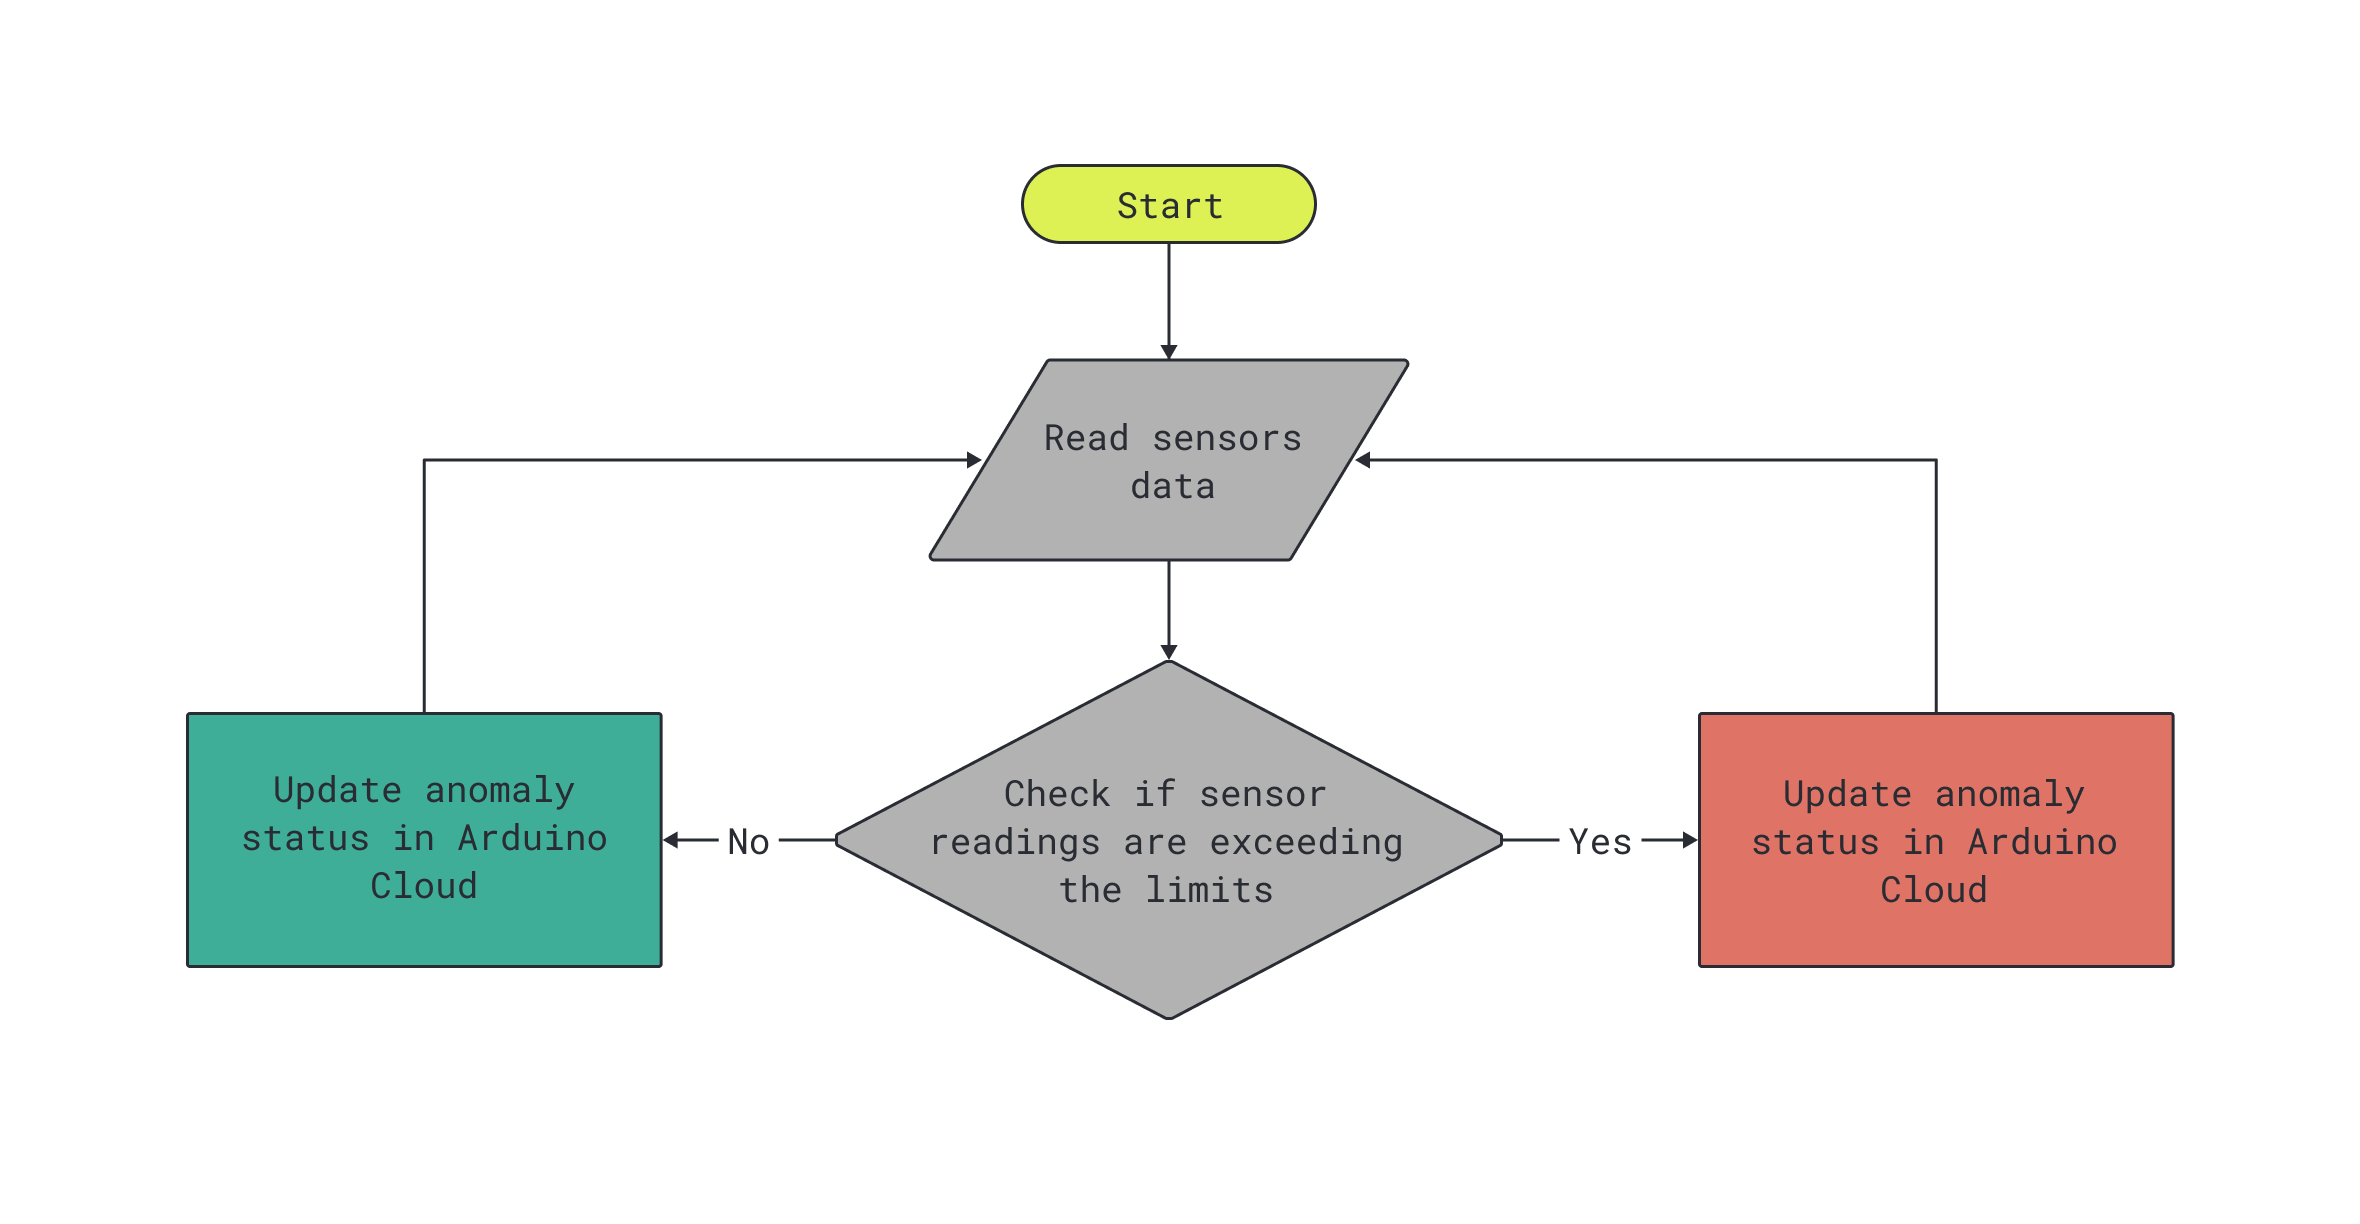 Start
Read sensors
data
Update anomaly
status in Arduino
Cloud
No
Check if sensor
readings are exceeding
the limits
Yes
Update anomaly
status in Arduino
Cloud